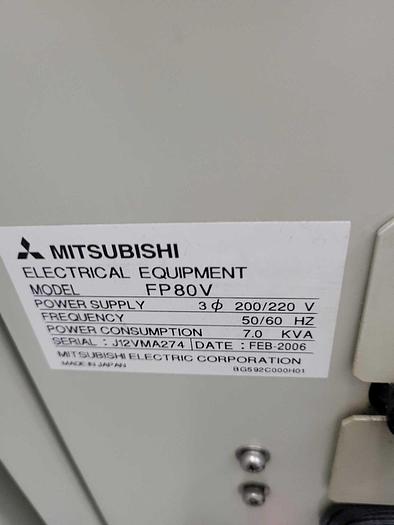 MITSUBISHI
ELECTRICAL EQUIPMENT
MODEL FP80V
POWER SUPPLY 3ϕ 200/220 V
FREQUENCY 50/60 HZ
POWER CONSUMPTION 7.0 KVA
SERIAL : J12VMA274 DATE : FEB-2006
MITSUBISHI ELECTRIC CORPORATION
MADE IN JAPAN BG592C000H01